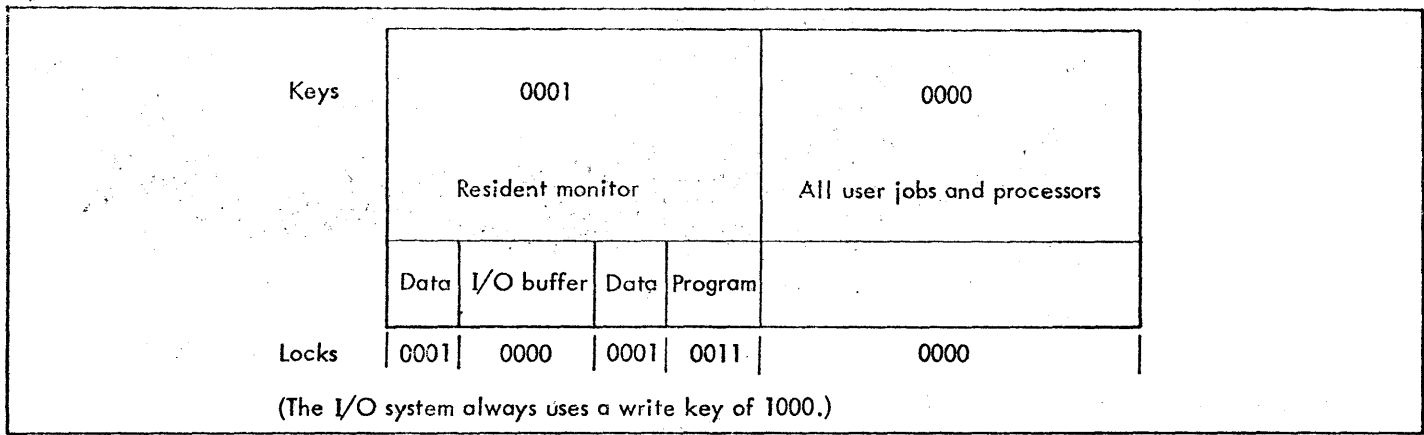 Keys 0001 0000
Resident monitor All user jobs and processors
Data I/O buffer Data Program
Locks 0001 0000 0001 0011 0000
(The I/O system always uses a write key of 1000.)